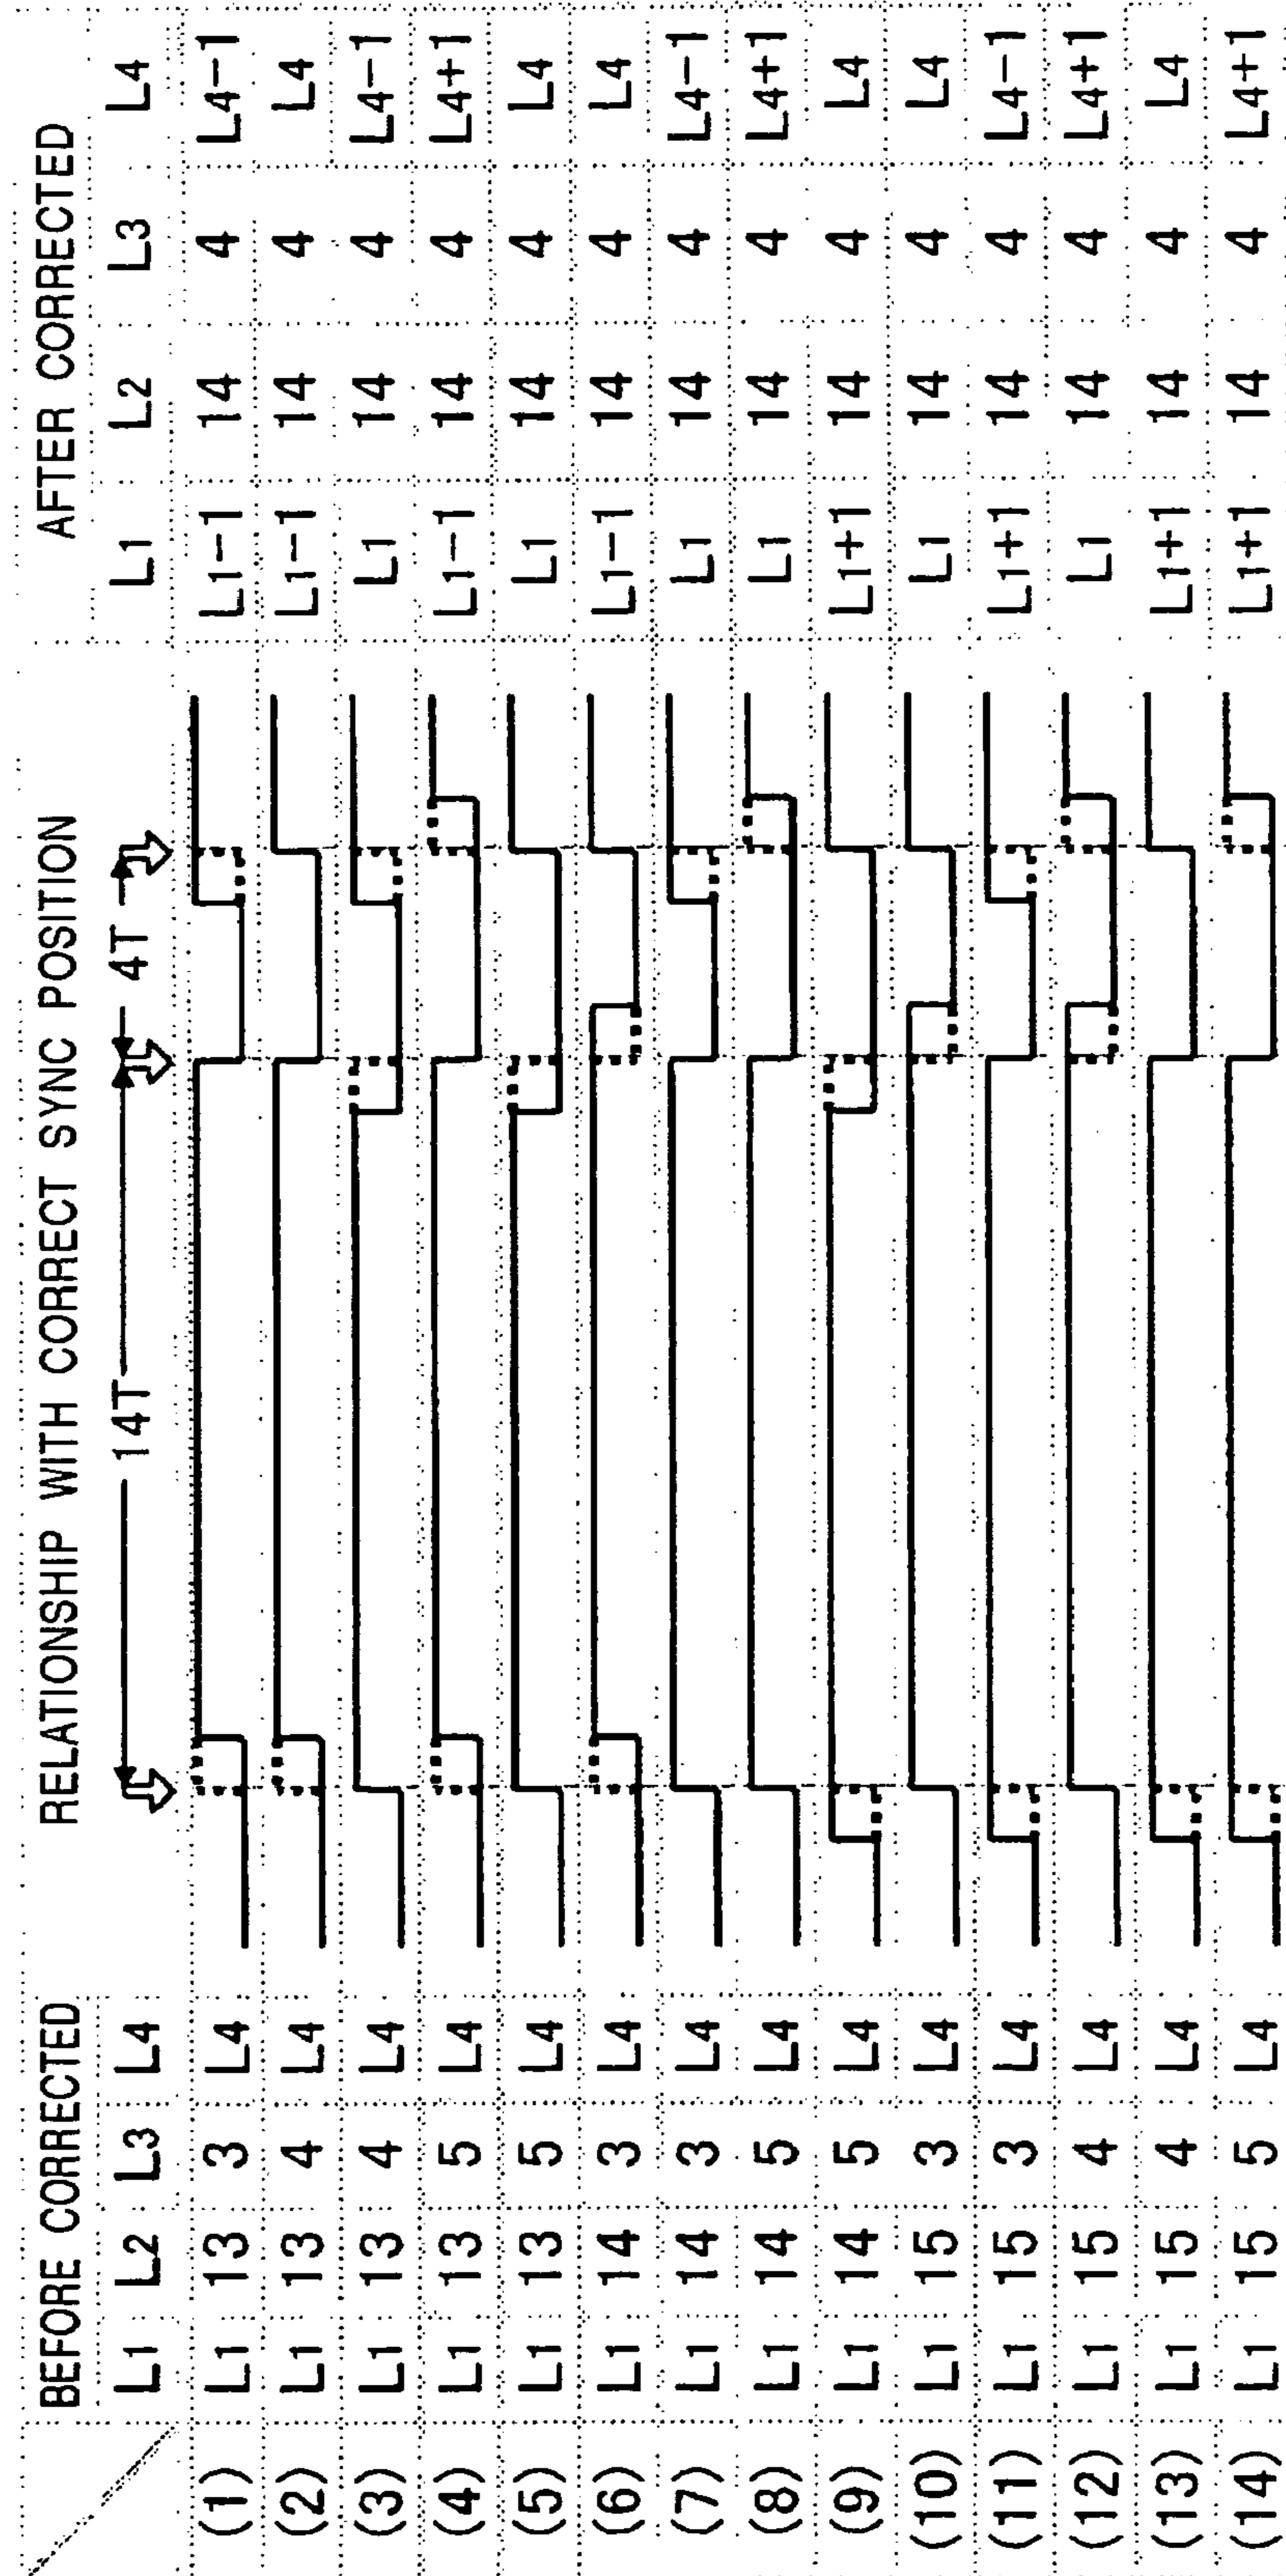 BEFORE CORRECTED RELATIONSHIP WITH CORRECT SYNC POSITION AFTER CORRECTED
L1 L2 L3 L4 14T 4T L1 L2 L3 L4
(1) L1 13 3 L4 L1-1 14 4 L4-1
(2) L1 13 4 L4 L1-1 14 4 L4
(3) L1 13 4 L4 L1 14 4 L4-1
(4) L1 13 5 L4 L1-1 14 4 L4+1
(5) L1 13 5 L4 L1 14 4 L4
(6) L1 14 3 L4 L1-1 14 4 L4
(7) L1 14 3 L4 L1 14 4 L4-1
(8) L1 14 5 L4 L1 14 4 L4+1
(9) L1 14 5 L4 L1+1 14 4 L4
(10) L1 15 3 L4 L1 14 4 L4
(11) L1 15 3 L4 L1+1 14 4 L4-1
(12) L1 15 4 L4 L1 14 4 L4+1
(13) L1 15 4 L4 L1+1 14 4 L4
(14) L1 15 5 L4 L1+1 14 4 L4+1